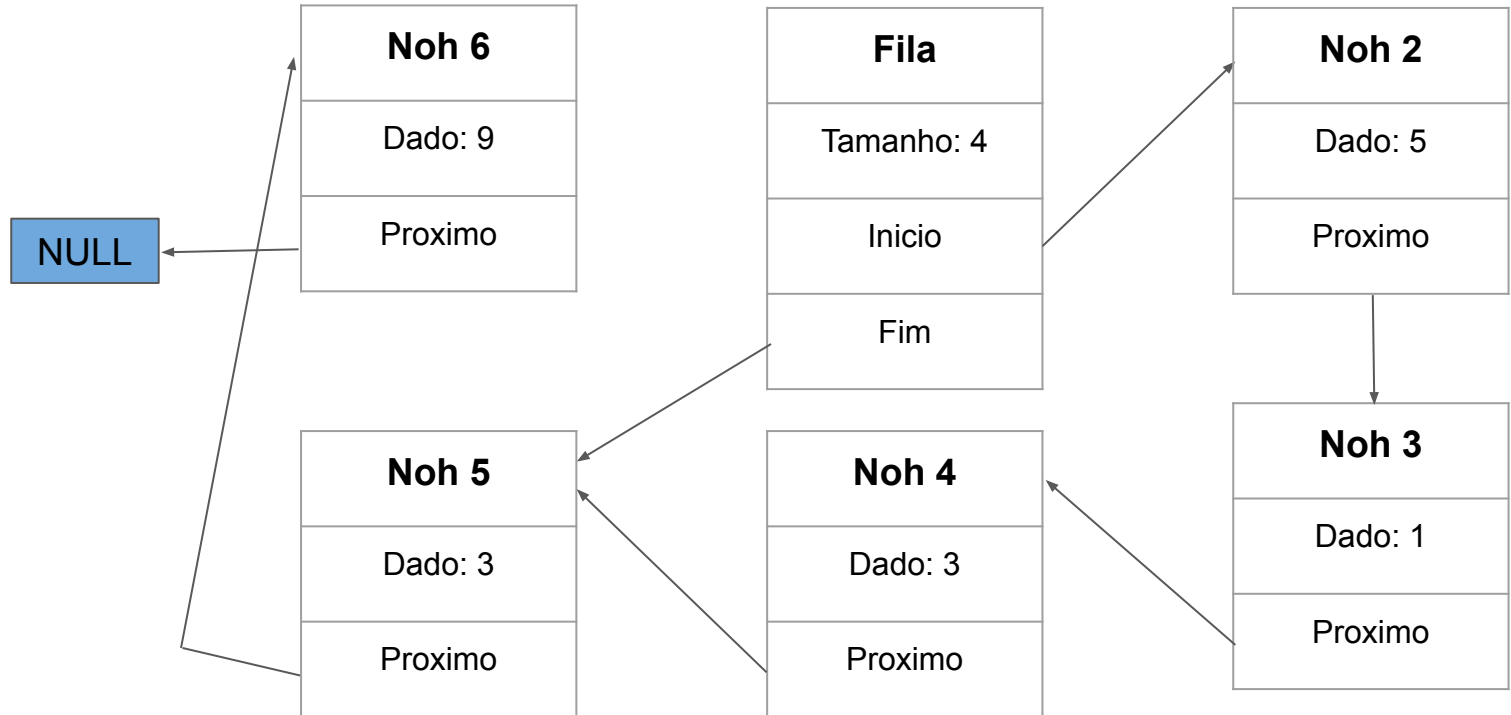 Noh 6
Dado: 9
Proximo
NULL
Fila
Tamanho: 4
Inicio
Fim
Noh 2
Dado: 5
Proximo
Noh 5
Dado: 3
Proximo
Noh 4
Dado: 3
Proximo
Noh 3
Dado: 1
Proximo